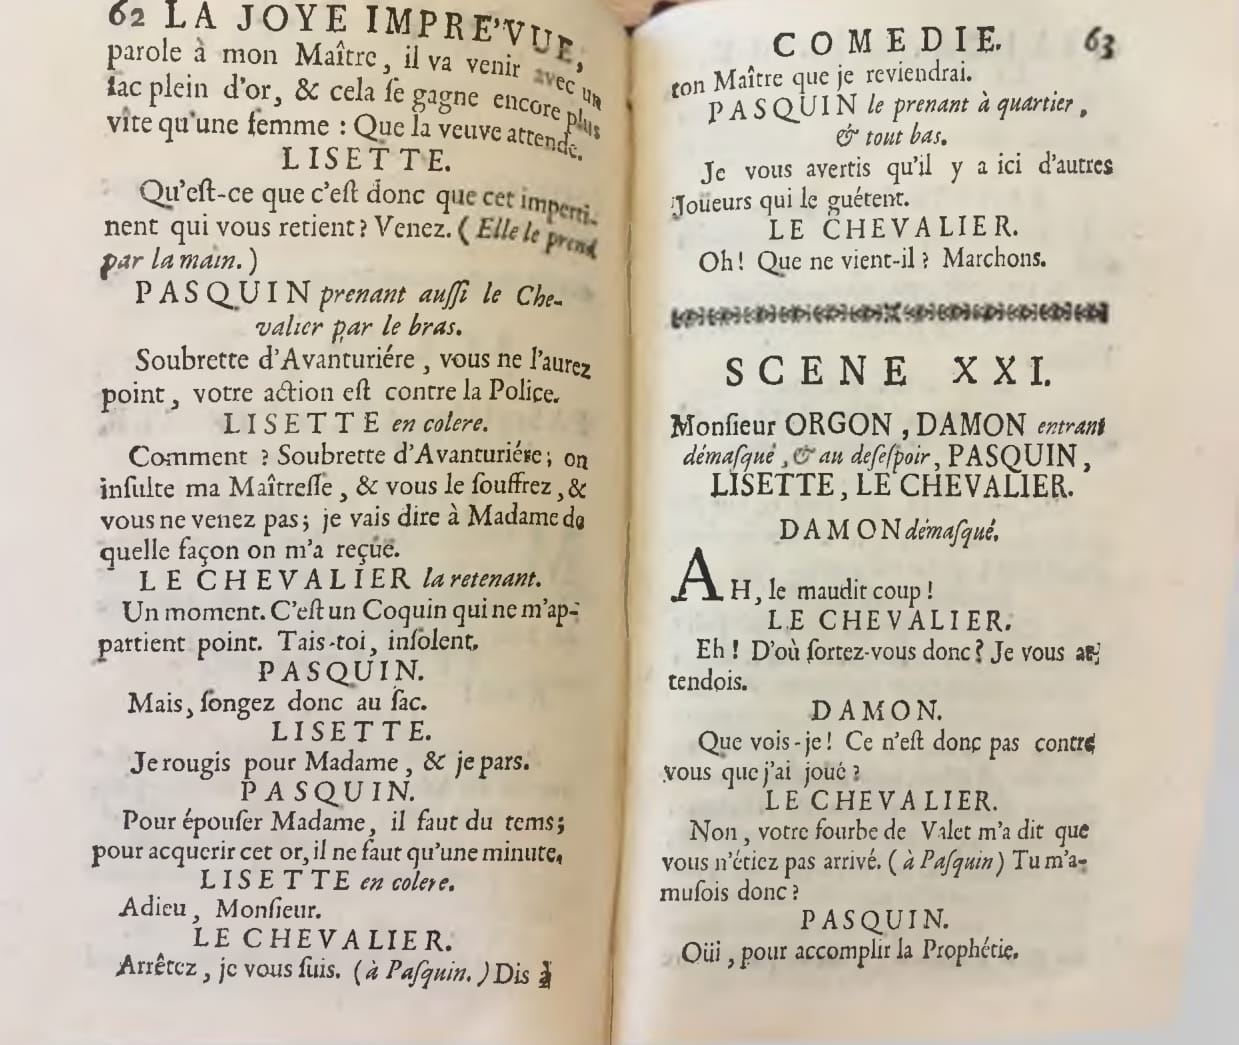 62 LA JOYE IMPRE'VUE,
parole à mon Maître, il va venir avec un
ſac plein d'or, & cela ſe gagne encore plus
vîte qu'une femme : Que la veuve attende.
LISETTE.
Qu'eſt-ce que c'eſt donc que cet imperti-
nent qui vous retient ? Venez. ( Elle le prend
par la main. )
PASQUIN prenant auſſi le Che-
valier par le bras.
Soubrette d'Avanturiére, vous ne l'aurez
point, votre action eſt contre la Police.
LISETTE en colere.
Comment ? Soubrette d'Avanturiére; on
inſulte ma Maîtreſſe, & vous le ſouffrez, &
vous ne venez pas; je vais dire à Madame de
quelle façon on m'a reçûë.
LE CHEVALIER la retenant.
Un moment. C'eſt un Coquin qui ne m'ap-
partient point. Tais-toi, inſolent.
PASQUIN.
Mais, ſongez donc au ſac.
LISETTE.
Je rougis pour Madame, & je pars.
PASQUIN.
Pour épouſer Madame, il faut du tems;
pour acquerir cet or, il ne faut qu'une minute.
LISETTE en colere.
Adieu, Monſieur.
LE CHEVALIER.
Arrêtez, je vous ſuis. ( à Paſquin. ) Dis à
COMEDIE. 63
ton Maître que je reviendrai.
PASQUIN le prenant à quartier,
& tout bas.
Je vous avertis qu'il y a ici d'autres
Joüeurs qui le guétent.
LE CHEVALIER.
Oh! Que ne vient-il ? Marchons.
SCENE XXI.
Monſieur ORGON, DAMON entrant
démaſqué, & au deſeſpoir, PASQUIN,
LISETTE, LE CHEVALIER.
DAMON démaſqué.
AH, le maudit coup !
LE CHEVALIER.
Eh ! D'où ſortez-vous donc ? Je vous at-
tendois.
DAMON.
Que vois-je ! Ce n'eſt donc pas contre
vous que j'ai joué ?
LE CHEVALIER.
Non, votre fourbe de Valet m'a dit que
vous n'étiez pas arrivé. ( à Paſquin ) Tu m'a-
muſois donc ?
PASQUIN.
Oüi, pour accomplir la Prophétie.